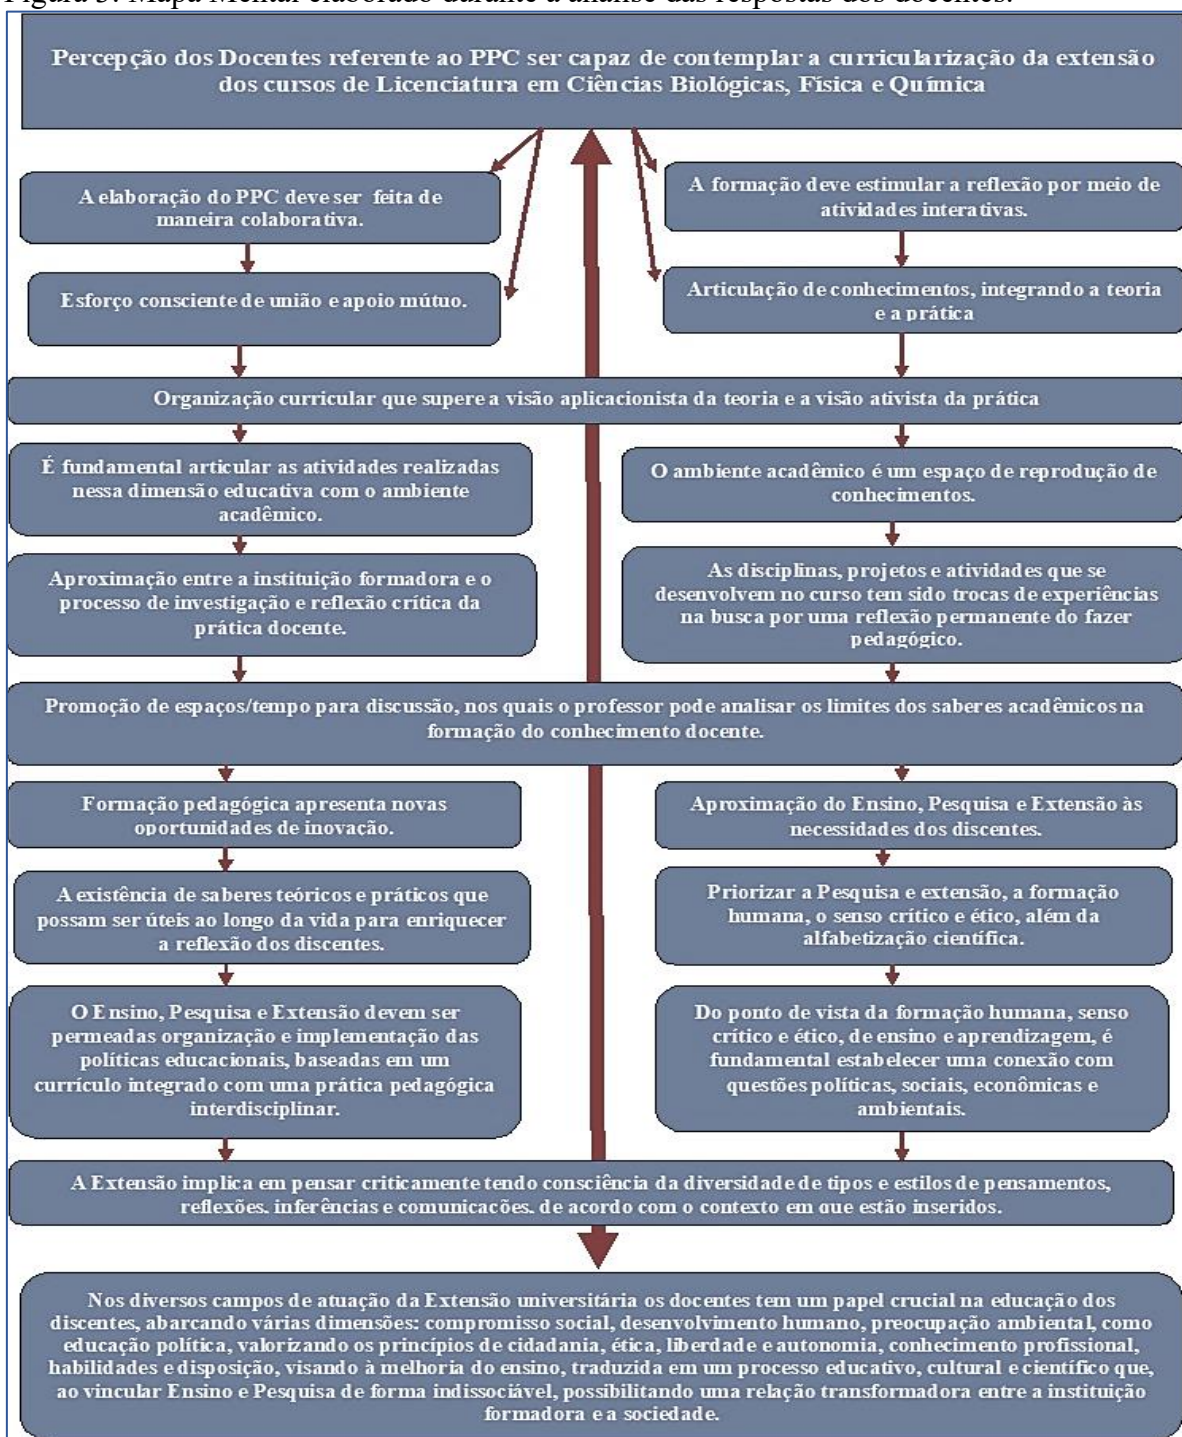 Figura 3: Mapa Mental elaborado durante a análise das respostas dos docentes.
Percepção dos Docentes referente ao PPC ser capaz de contemplar a curricularização da extensão
dos cursos de Licenciatura em Ciências Biológicas, Física e Química
A elaboração do PPC deve ser feita de
maneira colaborativa.
A formação deve estimular a reflexão por meio de
atividades interativas.
Esforço consciente de união e apoio mútuo.
Articulação de conhecimentos, integrando a teoria
e a prática
Organização curricular que supere a visão aplicacionista da teoria e a visão ativista da prática
É fundamental articular as atividades realizadas
nessa dimensão educativa com o ambiente
acadêmico.
O ambiente acadêmico é um espaço de reprodução de
conhecimentos.
Aproximação entre a instituição formadora e o
processo de investigação e reflexão crítica da
prática docente.
As disciplinas, projetos e atividades que se
desenvolvem no curso tem sido trocas de experiências
na busca por uma reflexão permanente do fazer
pedagógico.
Promoção de espaços/tempo para discussão, nos quais o professor pode analisar os limites dos saberes acadêmicos na
formação do conhecimento docente.
Formação pedagógica apresenta novas
oportunidades de inovação.
Aproximação do Ensino, Pesquisa e Extensão às
necessidades dos discentes.
A existência de saberes teóricos e práticos que
possam ser úteis ao longo da vida para enriquecer
a reflexão dos discentes.
Priorizar a Pesquisa e extensão, a formação
humana, o senso crítico e ético, além da
alfabetização científica.
O Ensino, Pesquisa e Extensão devem ser
permeadas organização e implementação das
políticas educacionais, baseadas em um
currículo integrado com uma prática pedagógica
interdisciplinar.
Do ponto de vista da formação humana, senso
crítico e ético, de ensino e aprendizagem, é
fundamental estabelecer uma conexão com
questões políticas, sociais, econômicas e
ambientais.
A Extensão implica em pensar criticamente tendo consciência da diversidade de tipos e estilos de pensamentos,
reflexões, inferências e comunicações, de acordo com o contexto em que estão inseridos.
Nos diversos campos de atuação da Extensão universitária os docentes tem um papel crucial na educação dos
discentes, abarcando várias dimensões: compromisso social, desenvolvimento humano, preocupação ambiental, como
educação política, valorizando os princípios de cidadania, ética, liberdade e autonomia, conhecimento profissional,
habilidades e disposição, visando à melhoria do ensino, traduzida em um processo educativo, cultural e científico que,
ao vincular Ensino e Pesquisa de forma indissociável, possibilitando uma relação transformadora entre a instituição
formadora e a sociedade.